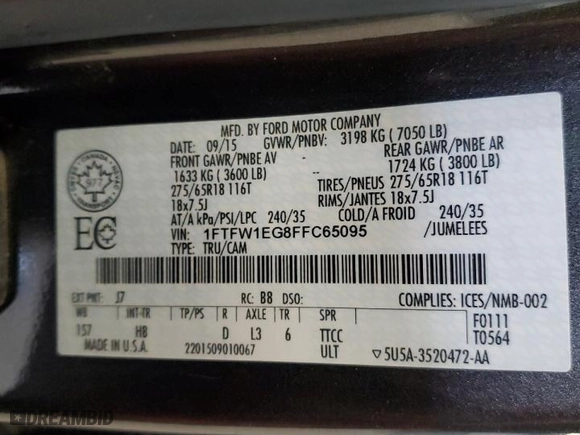 MFD. BY FORD MOTOR COMPANY
DATE: 09/15 GVWR/PNBV: 3198 KG ( 7050 LB)
FRONT GAWR/PNBE AV REAR GAWR/PNBE AR
1633 KG ( 3600 LB) 1724 KG ( 3800 LB)
275/65R18 116T TIRES/PNEUS 275/65R18 116T
18x7.5J RIMS/JANTES 18x7.5J
AT/A kPa/PSI/LPC 240/35 COLD/A FROID 240/35
VIN: 1FTFW1EG8FFC65095 /JUMELEES
TYPE: TRU/CAM
CANADA
977
TRANSPORT
EC
EXT PNT: J7 RC: B8 DSO: COMPLIES: ICES/NMB-002
WB INT-TR TP/PS R AXLE TR SPR F0111
157 HB D L3 6 TTCC T0564
MADE IN U.S.A. 2201509010067 ULT ▽5U5A-3520472-AA
DREAMBID